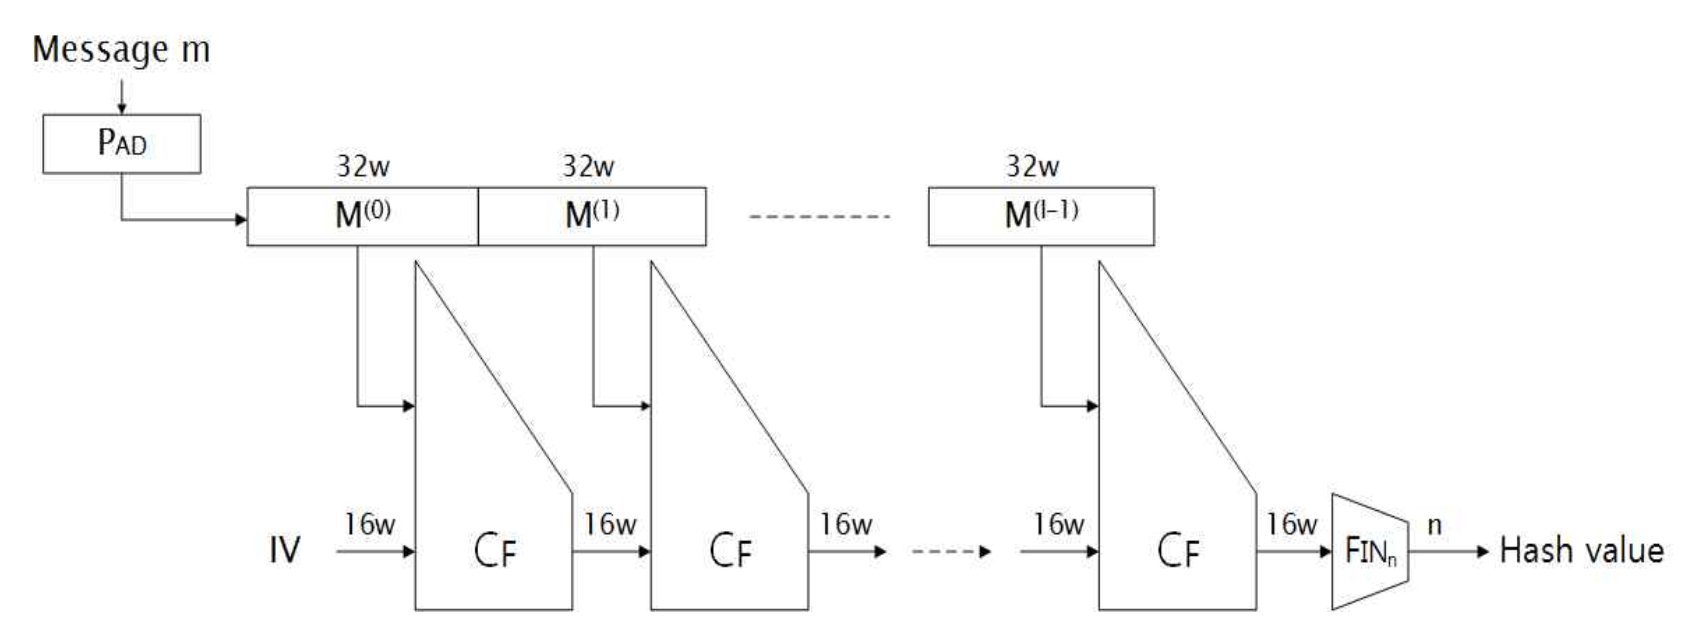 Message m
PAD
32w 32w 32w
M(0) M(1) M(l-1)
16w 16w 16w 16w 16w n
IV CF CF CF FINn Hash value